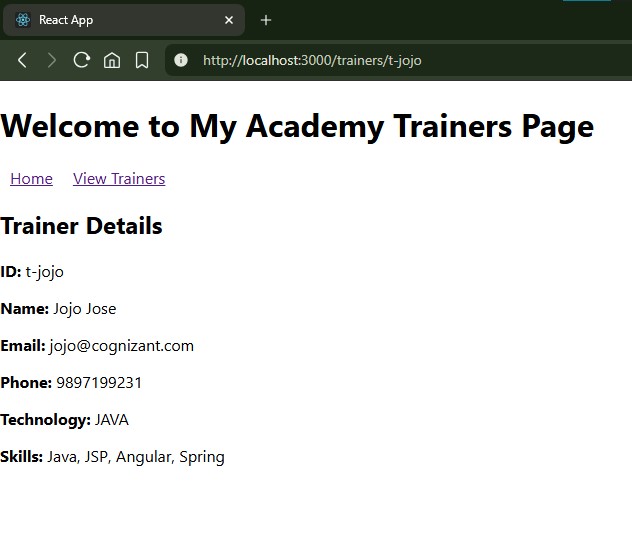 React App
http://localhost:3000/trainers/t-jojo
Welcome to My Academy Trainers Page
Home View Trainers
Trainer Details
ID: t-jojo
Name: Jojo Jose
Email: jojo@cognizant.com
Phone: 9897199231
Technology: JAVA
Skills: Java, JSP, Angular, Spring